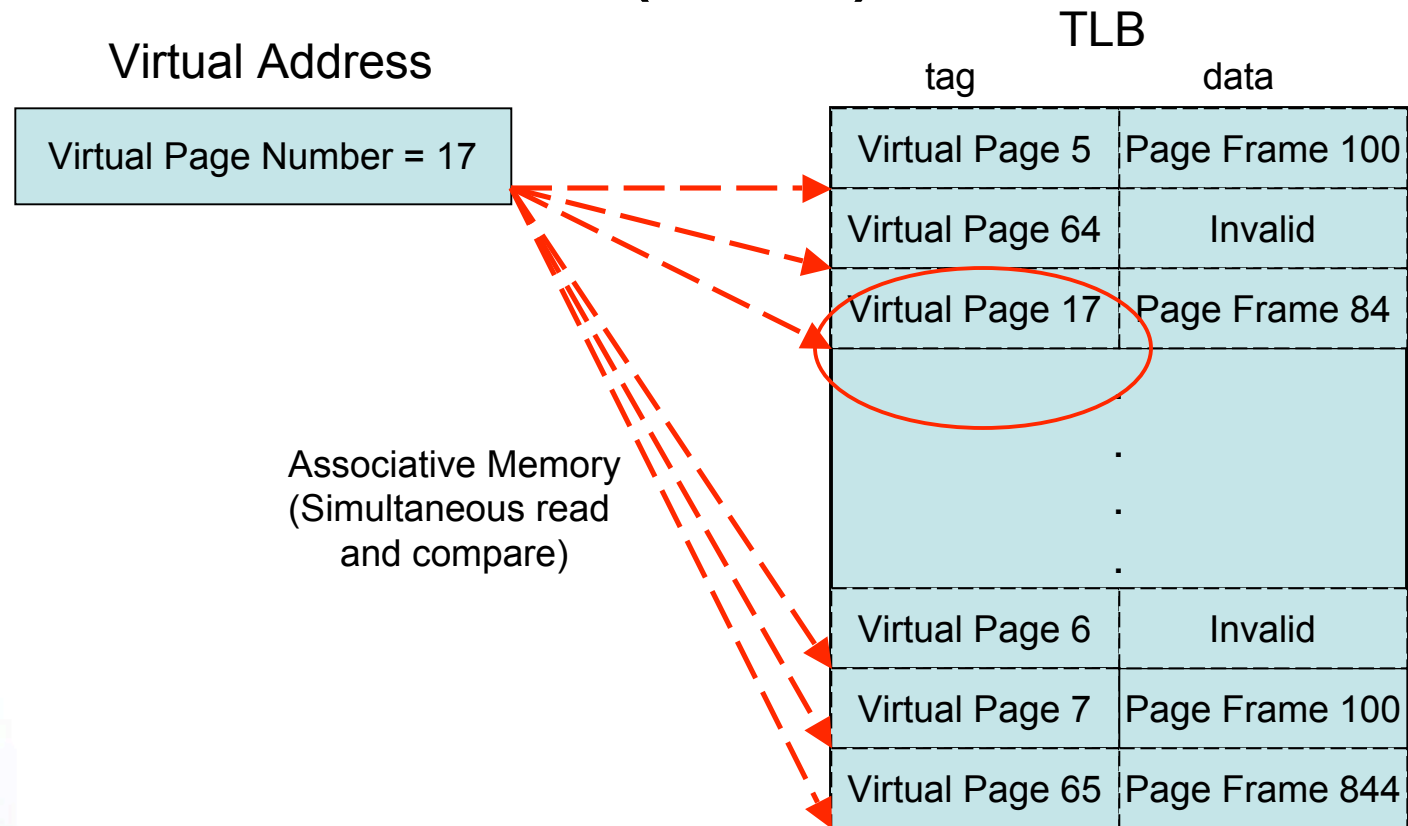 TLB
Virtual Address
tag data
Virtual Page Number = 17
Virtual Page 5 Page Frame 100
Virtual Page 64 Invalid
Virtual Page 17 Page Frame 84
.
.
.
.
Associative Memory
(Simultaneous read
and compare)
Virtual Page 6 Invalid
Virtual Page 7 Page Frame 100
Virtual Page 65 Page Frame 844